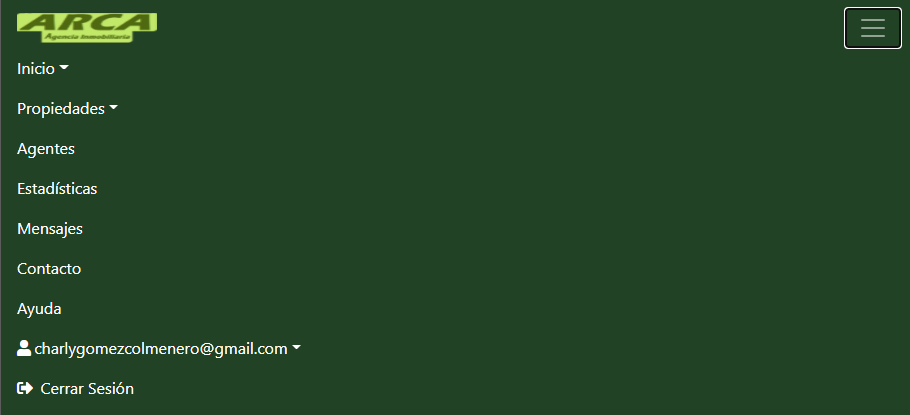 ARCA
Agencia Inmobiliaria
Inicio
Propiedades
Agentes
Estadísticas
Mensajes
Contacto
Ayuda
charlygomezcolmenero@gmail.com
Cerrar Sesión